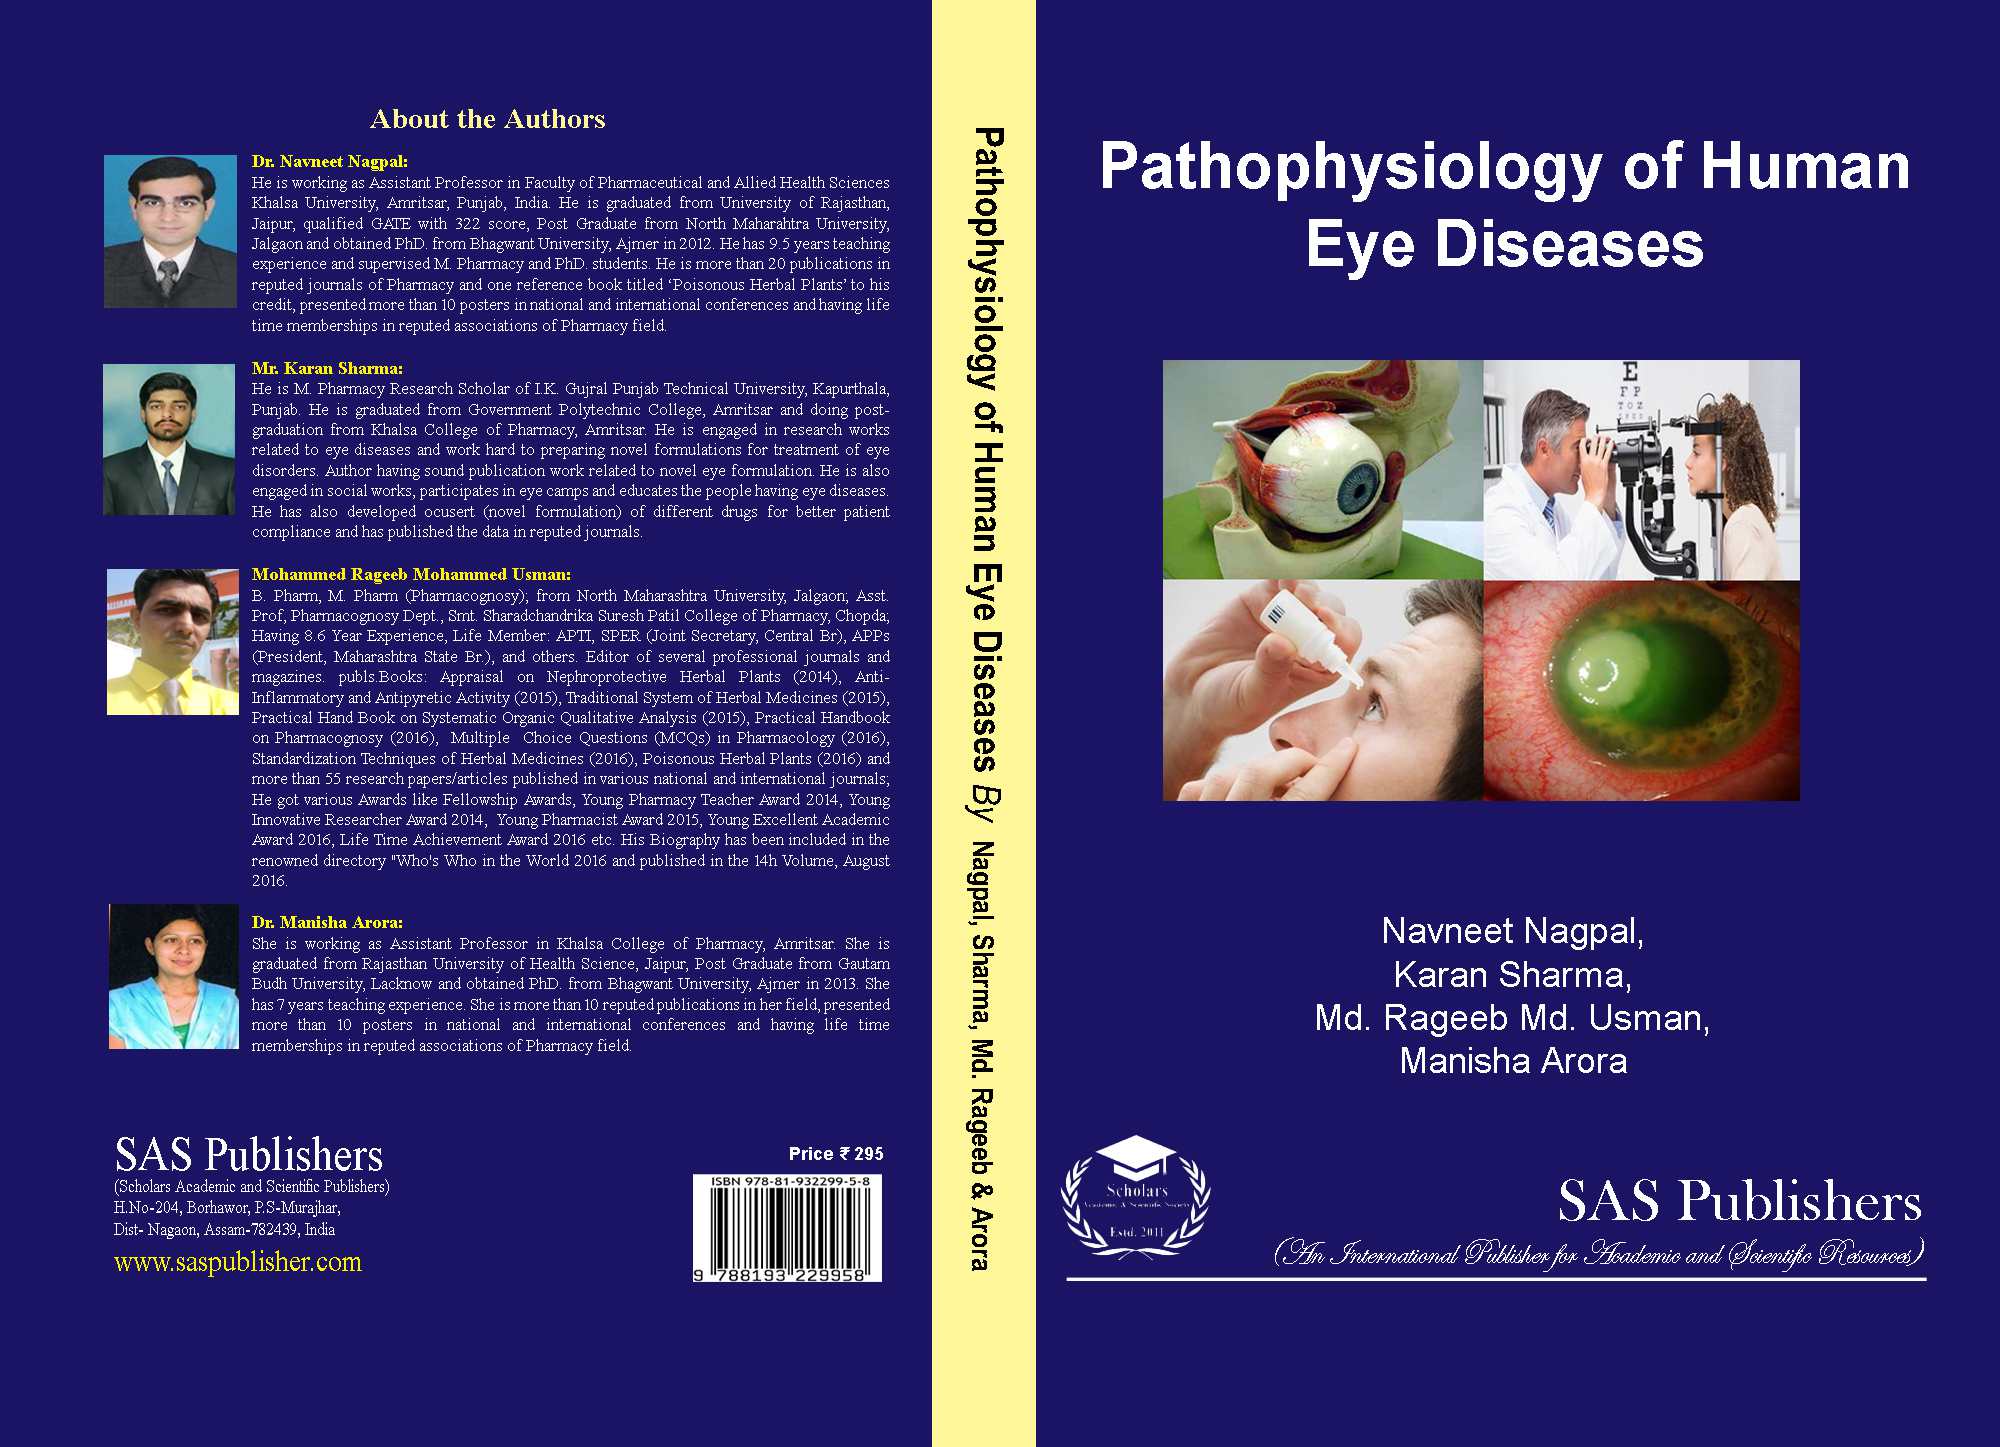 About the Authors
Dr. Navneet Nagpal:
He is working as Assistant Professor in Faculty of Pharmaceutical and Allied Health Sciences
Khalsa University, Amritsar, Punjab, India. He is graduated from University of Rajasthan,
Jaipur, qualified GATE with 322 score, Post Graduate from North Maharahtra University,
Jalgaon and obtained PhD. from Bhagwant University, Ajmer in 2012. He has 9.5 years teaching
experience and supervised M. Pharmacy and PhD. students. He is more than 20 publications in
reputed journals of Pharmacy and one reference book titled ‘Poisonous Herbal Plants’ to his
credit, presented more than 10 posters in national and international conferences and having life
time memberships in reputed associations of Pharmacy field.
Mr. Karan Sharma:
He is M. Pharmacy Research Scholar of I.K. Gujral Punjab Technical University, Kapurthala,
Punjab. He is graduated from Government Polytechnic College, Amritsar and doing post-
graduation from Khalsa College of Pharmacy, Amritsar. He is engaged in research works
related to eye diseases and work hard to preparing novel formulations for treatment of eye
disorders. Author having sound publication work related to novel eye formulation. He is also
engaged in social works, participates in eye camps and educates the people having eye diseases.
He has also developed ocusert (novel formulation) of different drugs for better patient
compliance and has published the data in reputed journals.
Mohammed Rageeb Mohammed Usman:
B. Pharm, M. Pharm (Pharmacognosy); from North Maharashtra University, Jalgaon; Asst.
Prof, Pharmacognosy Dept., Smt. Sharadchandrika Suresh Patil College of Pharmacy, Chopda;
Having 8.6 Year Experience, Life Member: APTI, SPER (Joint Secretary, Central Br), APPs
(President, Maharashtra State Br.), and others. Editor of several professional journals and
magazines. publs.Books: Appraisal on Nephroprotective Herbal Plants (2014), Anti-
Inflammatory and Antipyretic Activity (2015), Traditional System of Herbal Medicines (2015),
Practical Hand Book on Systematic Organic Qualitative Analysis (2015), Practical Handbook
on Pharmacognosy (2016), Multiple Choice Questions (MCQs) in Pharmacology (2016),
Standardization Techniques of Herbal Medicines (2016), Poisonous Herbal Plants (2016) and
more than 55 research papers/articles published in various national and international journals;
He got various Awards like Fellowship Awards, Young Pharmacy Teacher Award 2014, Young
Innovative Researcher Award 2014, Young Pharmacist Award 2015, Young Excellent Academic
Award 2016, Life Time Achievement Award 2016 etc. His Biography has been included in the
renowned directory "Who's Who in the World 2016 and published in the 14h Volume, August
2016.
Dr. Manisha Arora:
She is working as Assistant Professor in Khalsa College of Pharmacy, Amritsar. She is
graduated from Rajasthan University of Health Science, Jaipur, Post Graduate from Gautam
Budh University, Lacknow and obtained PhD. from Bhagwant University, Ajmer in 2013. She
has 7 years teaching experience. She is more than 10 reputed publications in her field, presented
more than 10 posters in national and international conferences and having life time
memberships in reputed associations of Pharmacy field.
SAS Publishers
(Scholars Academic and Scientific Publishers)
H.No-204, Borhawor, P.S-Murajhar,
Dist- Nagaon, Assam-782439, India
www.saspublisher.com
Price ₹ 295
ISBN 978-81-932299-5-8
9 788193 229958
Pathophysiology of Human Eye Diseases By Nagpal, Sharma, Md. Rageeb & Arora
Pathophysiology of Human
Eye Diseases
E
F P
T O Z
Navneet Nagpal,
Karan Sharma,
Md. Rageeb Md. Usman,
Manisha Arora
Scholars
Academic & Scientific Society
Estd. 2011
SAS Publishers
(An International Publisher for Academic and Scientific Resources)